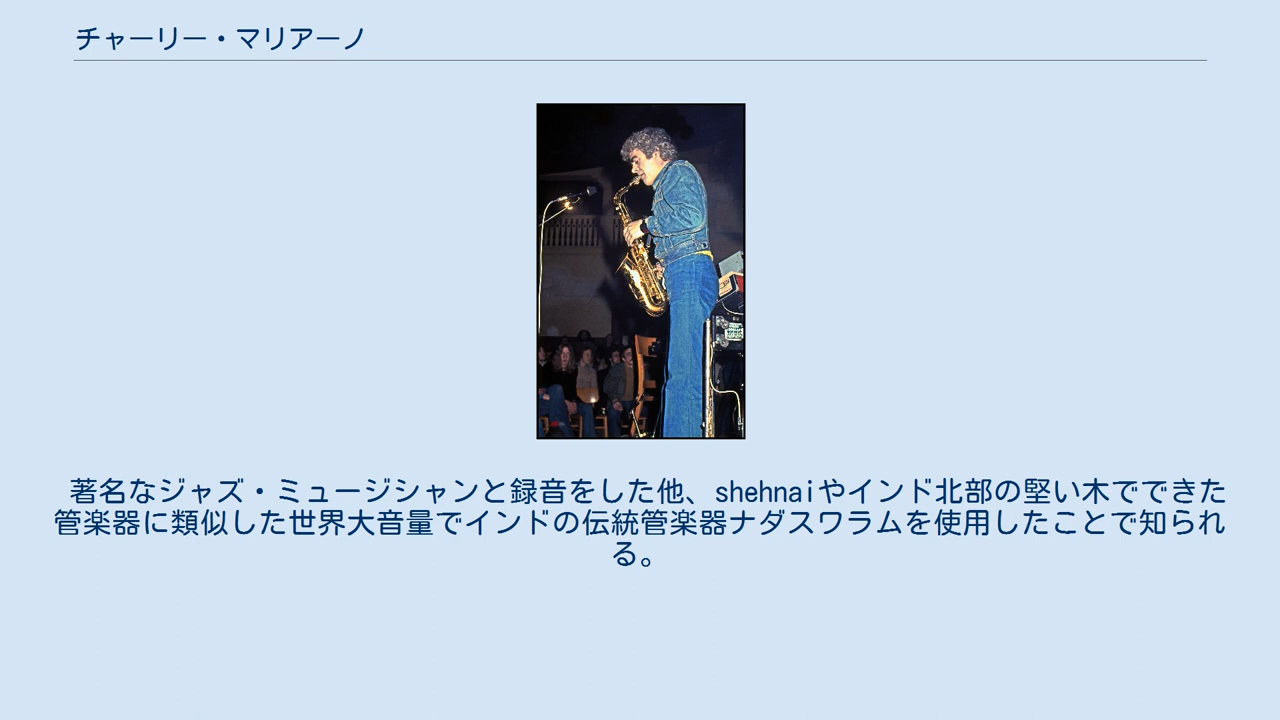 チャーリー・マリアーノ
著名なジャズ・ミュージシャンと録音をした他、shehnaiやインド北部の堅い木でできた
管楽器に類似した世界大音量でインドの伝統管楽器ナダスワラムを使用したことで知られ
る。